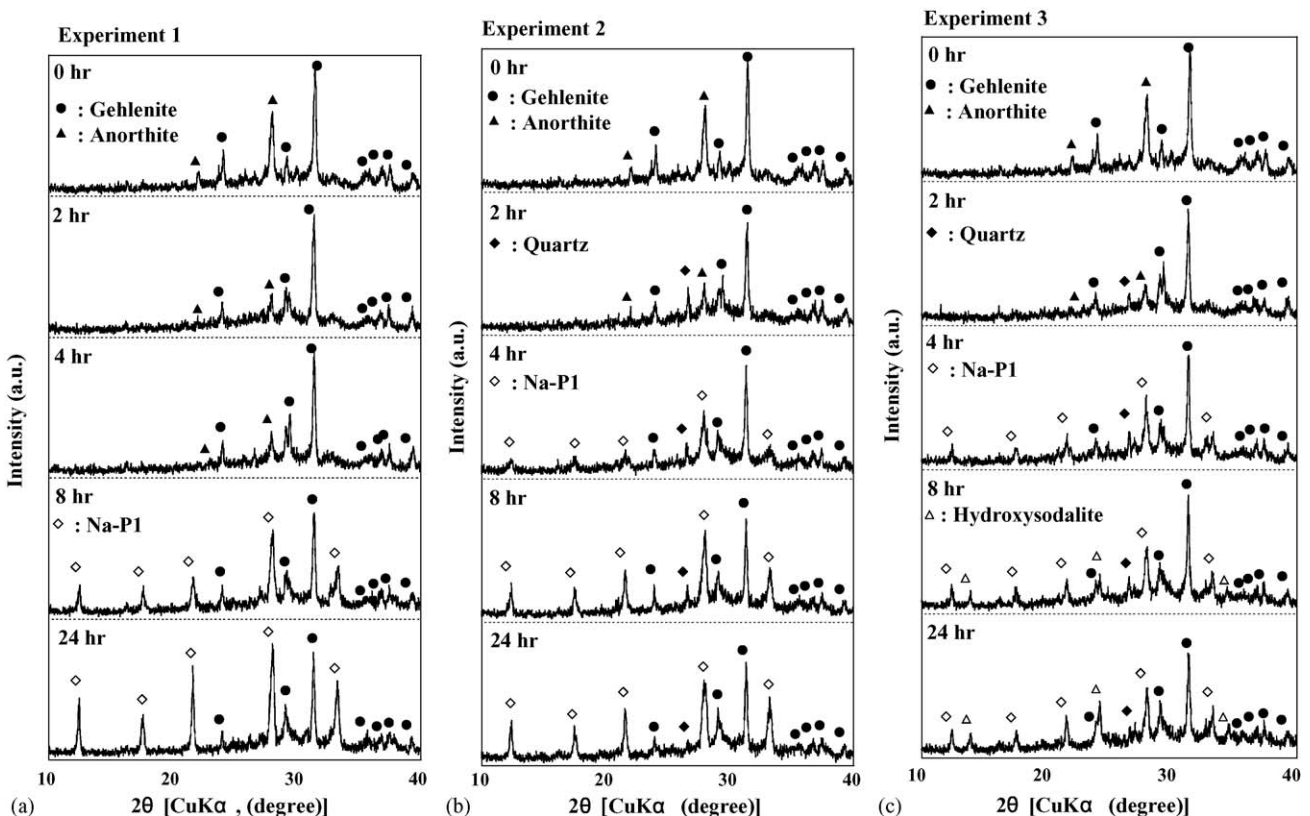 Experiment 1
0 hr
● : Gehlenite
▲ : Anorthite
2 hr
4 hr
8 hr
◇ : Na-P1
24 hr
Intensity (a.u.)
10 20 30 40
(a) 2θ [CuKα , (degree)]
Experiment 2
0 hr
● : Gehlenite
▲ : Anorthite
2 hr
◆ : Quartz
4 hr
◇ : Na-P1
8 hr
24 hr
Intensity (a.u.)
10 20 30 40
(b) 2θ [CuKα (degree)]
Experiment 3
0 hr
● : Gehlenite
▲ : Anorthite
2 hr
◆ : Quartz
4 hr
◇ : Na-P1
8 hr
△ : Hydroxysodalite
24 hr
Intensity (a.u.)
10 20 30 40
(c) 2θ [CuKα (degree)]